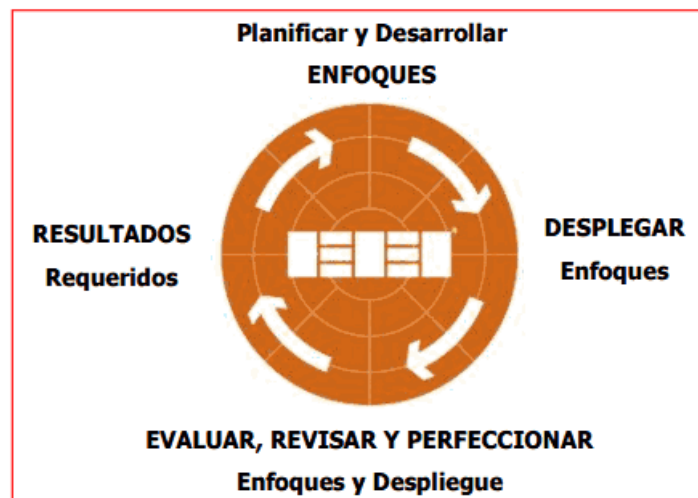 Planificar y Desarrollar
ENFOQUES
RESULTADOS
Requeridos
DESPLEGAR
Enfoques
EVALUAR, REVISAR Y PERFECCIONAR
Enfoques y Despliegue